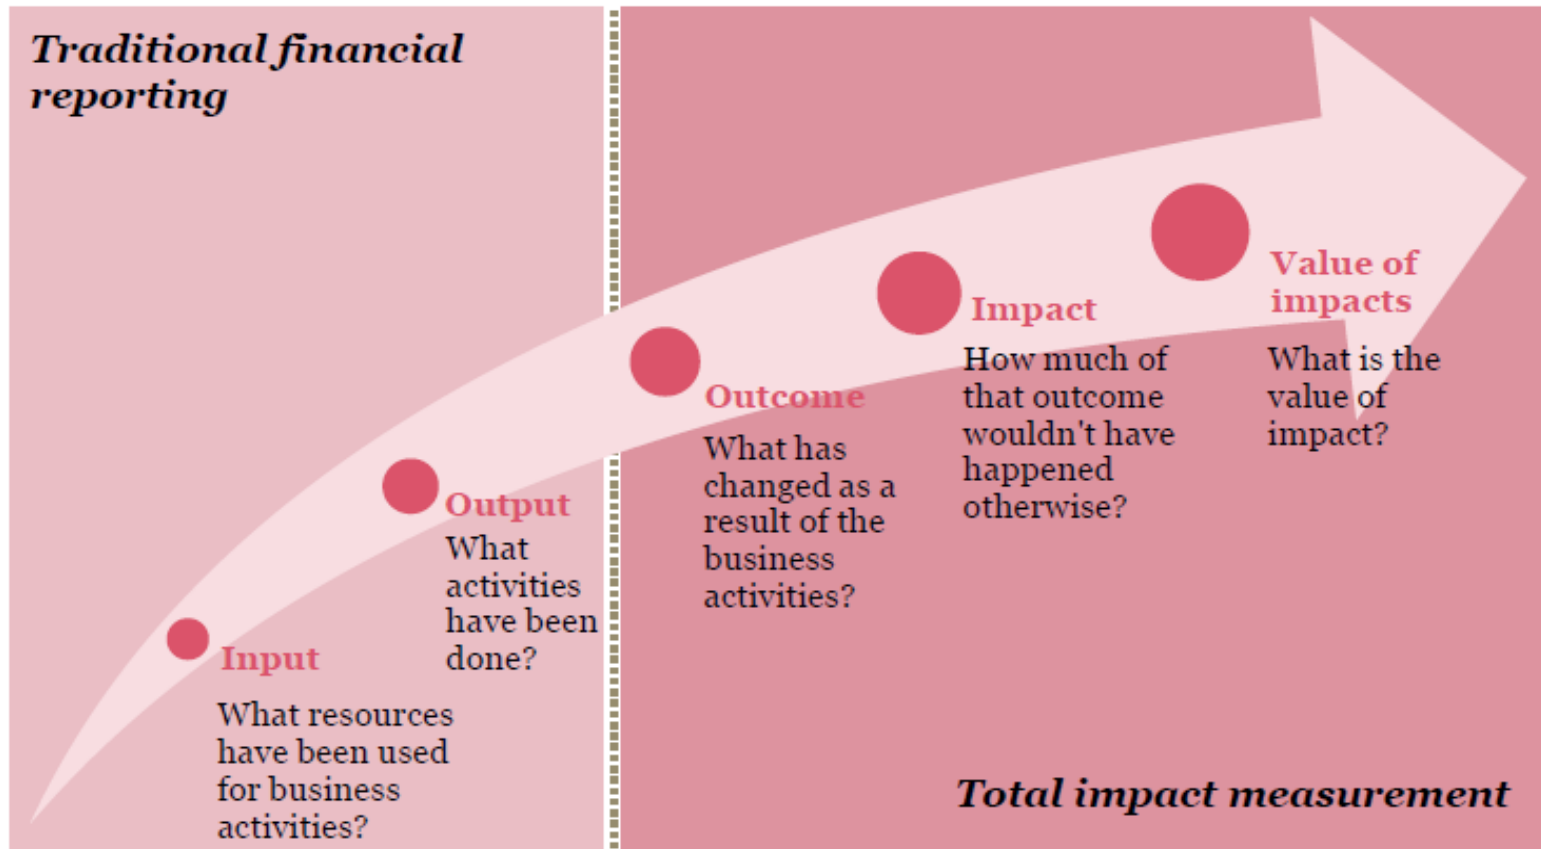 Traditional financial
reporting
Input
What resources
have been used
for business
activities?
Output
What
activities
have been
done?
Outcome
What has
changed as a
result of the
business
activities?
Impact
How much of
that outcome
wouldn't have
happened
otherwise?
Value of
impacts
What is the
value of
impact?
Total impact measurement